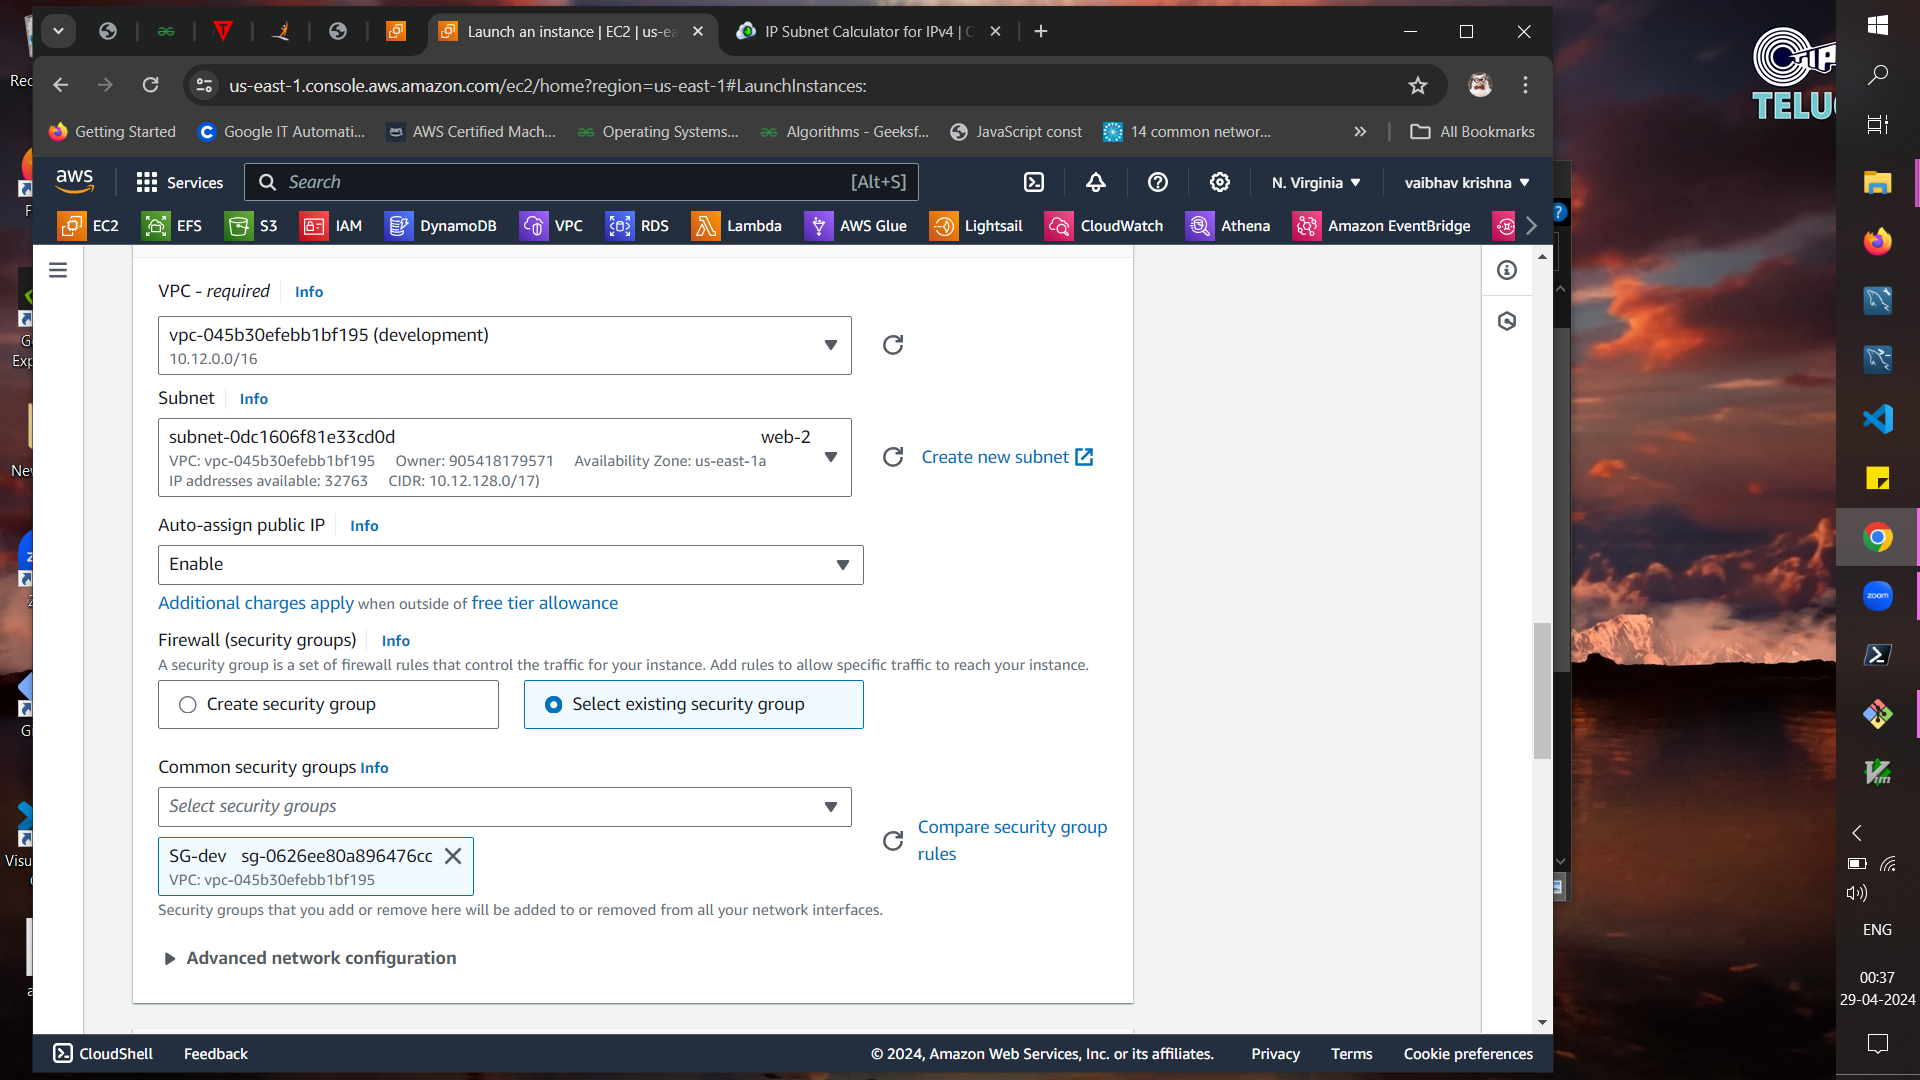 Launch an instance | EC2 | us-ea
IP Subnet Calculator for IPv4 | C
us-east-1.console.aws.amazon.com/ec2/home?region=us-east-1#LaunchInstances:
Getting Started
Google IT Automati...
AWS Certified Mach...
Operating Systems...
Algorithms - Geeksf...
JavaScript const
14 common networ...
All Bookmarks
aws
Services
Search [Alt+S]
N. Virginia
vaibhav krishna
EC2 EFS S3 IAM DynamoDB VPC RDS Lambda AWS Glue Lightsail CloudWatch Athena Amazon EventBridge
VPC - required Info
vpc-045b30efebb1bf195 (development)
10.12.0.0/16
Subnet Info
subnet-0dc1606f81e33cd0d web-2
VPC: vpc-045b30efebb1bf195 Owner: 905418179571 Availability Zone: us-east-1a
IP addresses available: 32763 CIDR: 10.12.128.0/17)
Create new subnet
Auto-assign public IP Info
Enable
Additional charges apply when outside of free tier allowance
Firewall (security groups) Info
A security group is a set of firewall rules that control the traffic for your instance. Add rules to allow specific traffic to reach your instance.
Create security group
Select existing security group
Common security groups Info
Select security groups
SG-dev sg-0626ee80a896476cc
VPC: vpc-045b30efebb1bf195
Compare security group
rules
Security groups that you add or remove here will be added to or removed from all your network interfaces.
Advanced network configuration
CloudShell
Feedback
© 2024, Amazon Web Services, Inc. or its affiliates.
Privacy
Terms
Cookie preferences
zoom
ENG
00:37
29-04-2024